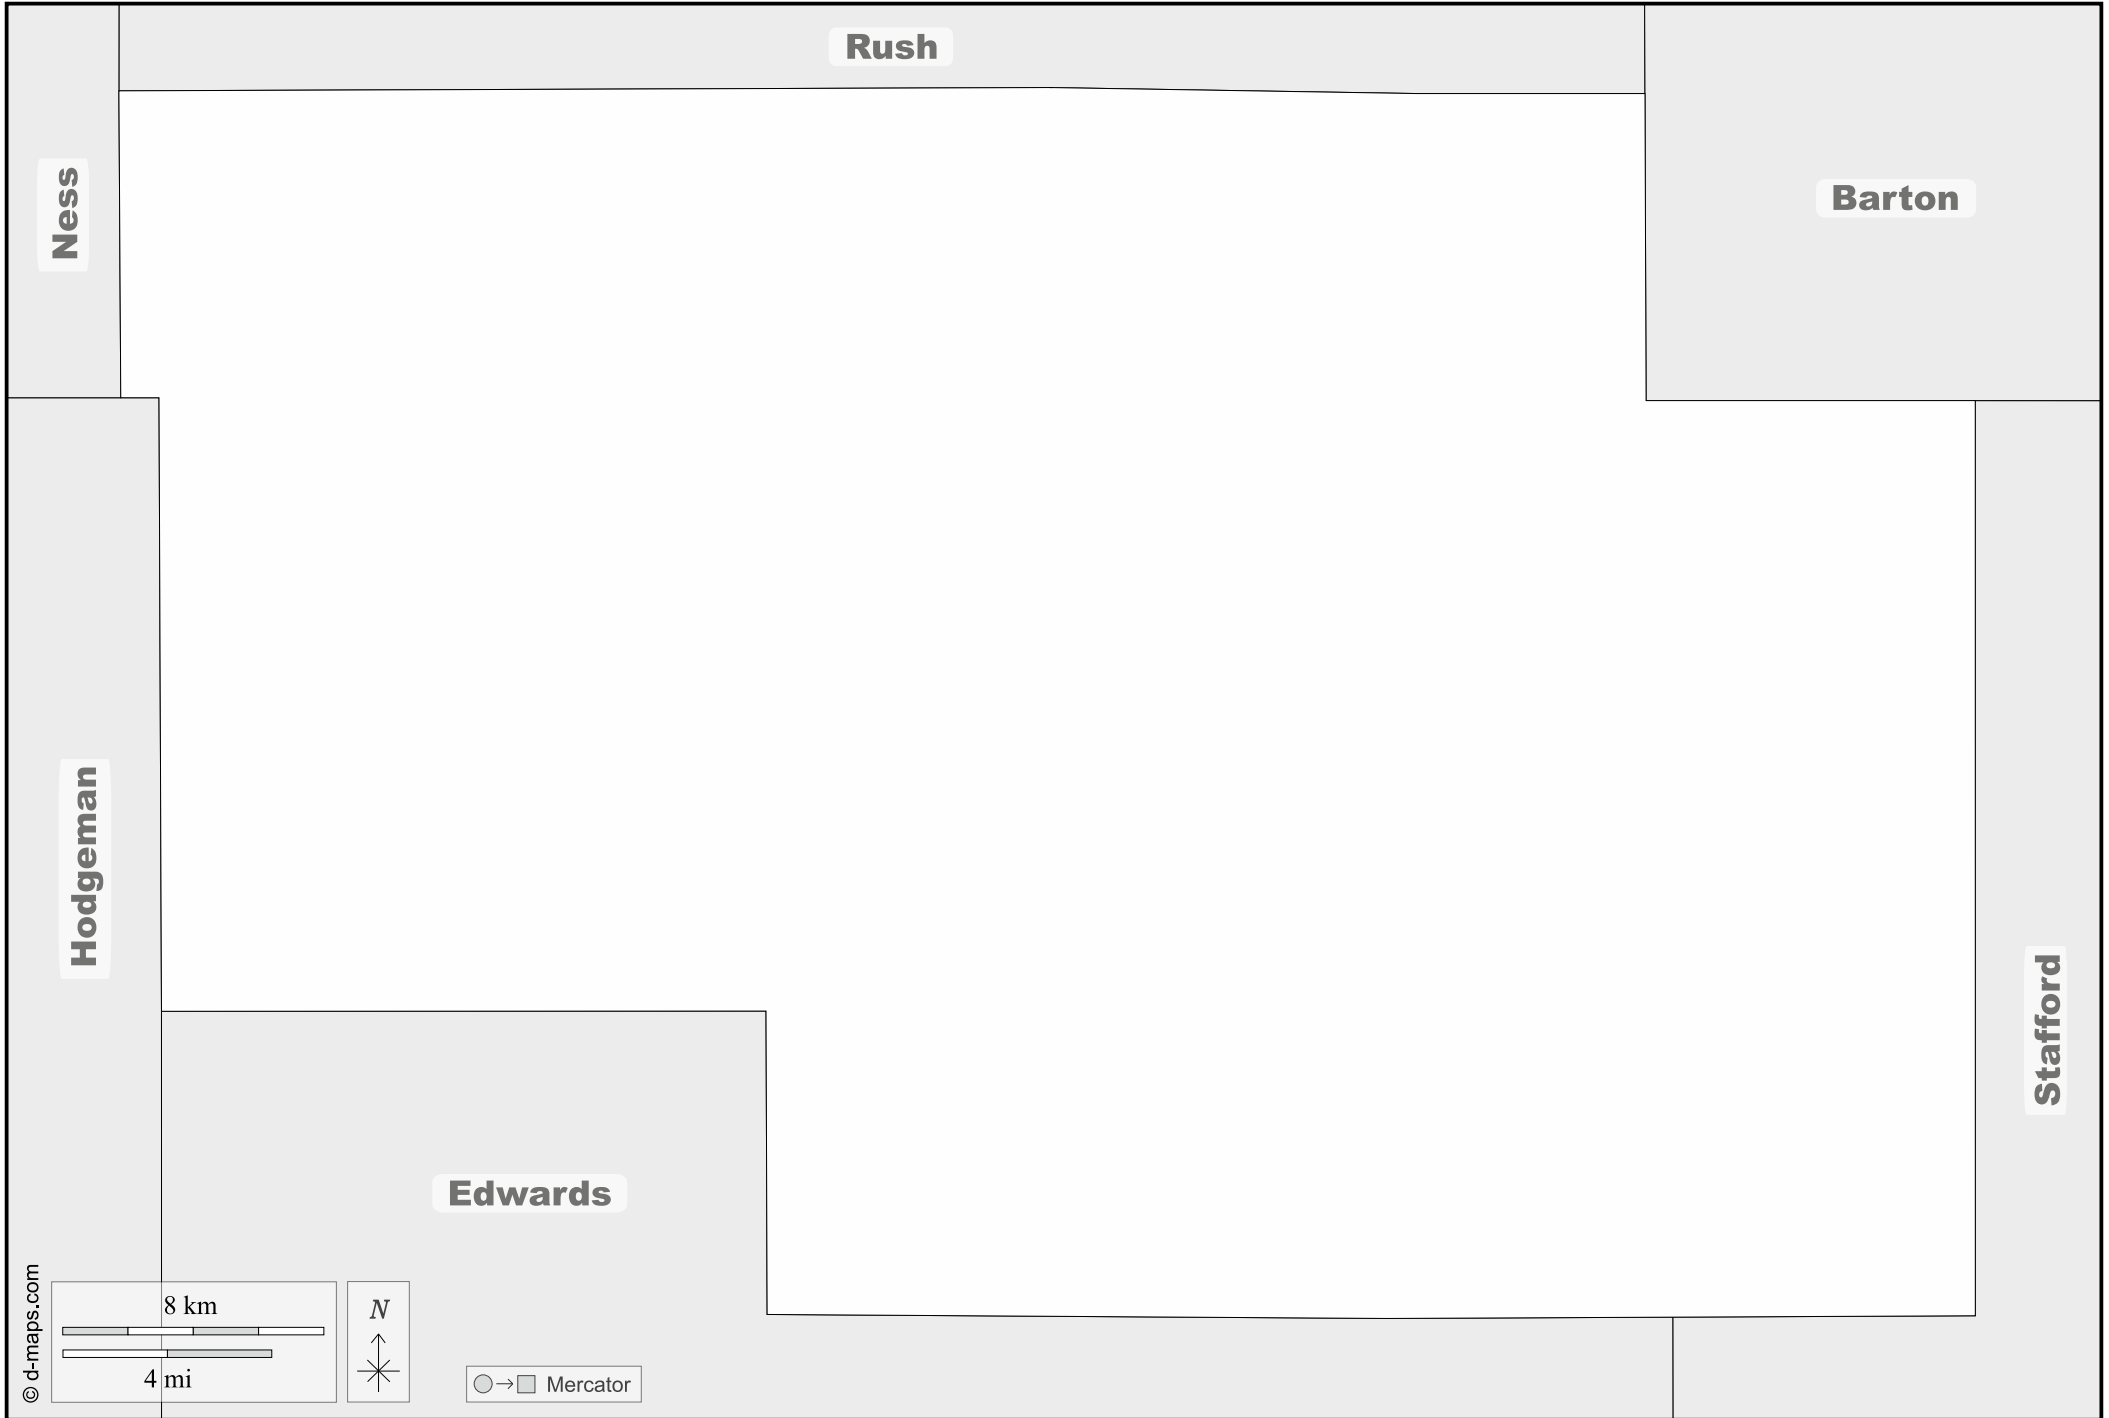 Rush
Ness
Barton
Hodgeman
Stafford
Edwards
© d-maps.com
8 km
4 mi
N
Mercator